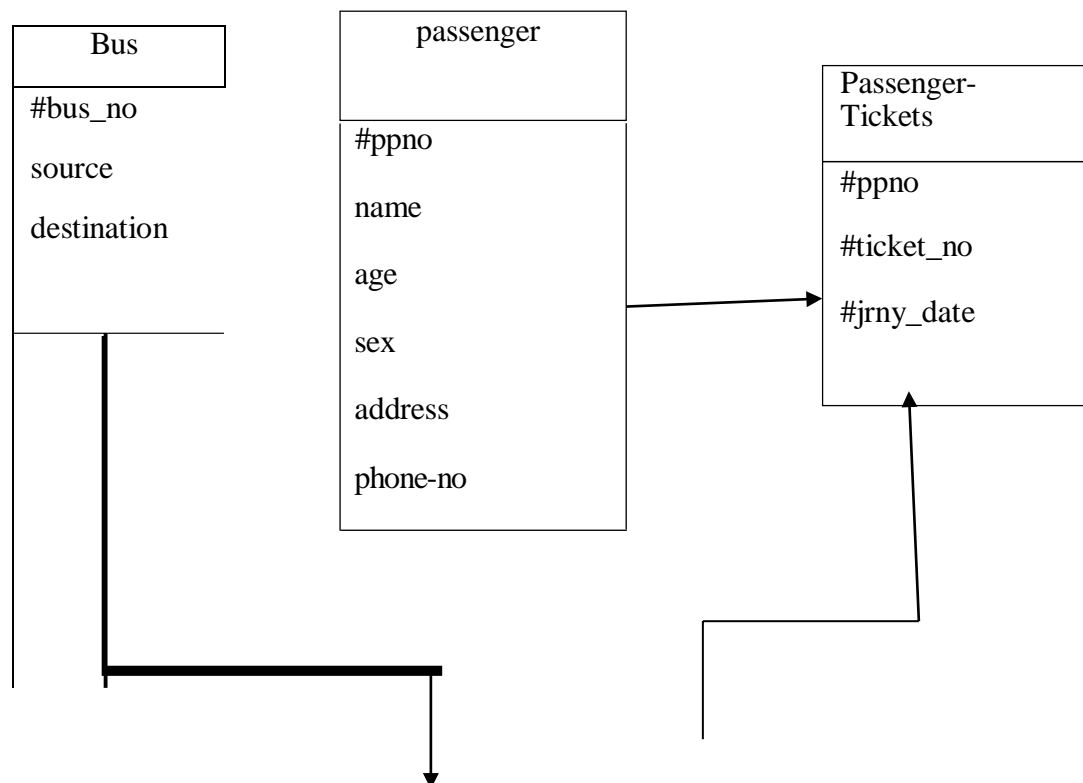 Bus
#bus_no
source
destination
passenger
#ppno
name
age
sex
address
phone-no
Passenger-
Tickets
#ppno
#ticket_no
#jrny_date